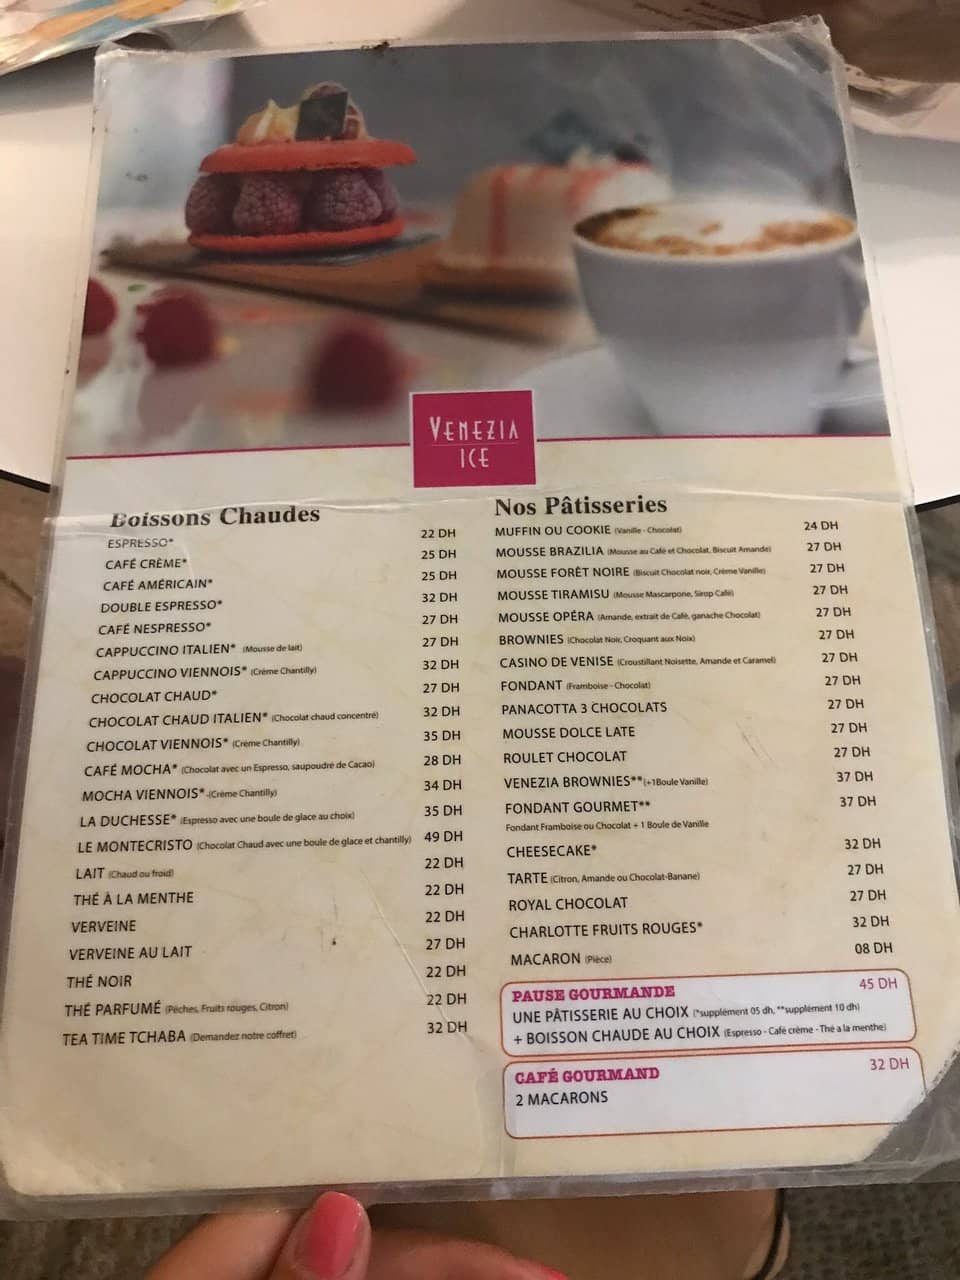 VENEZIA
ICE
Boissons Chaudes
ESPRESSO* 22 DH
CAFÉ CRÈME* 25 DH
CAFÉ AMÉRICAIN* 25 DH
DOUBLE ESPRESSO* 32 DH
CAFÉ NESPRESSO* 27 DH
CAPPUCCINO ITALIEN* (Mousse de lait) 27 DH
CAPPUCCINO VIENNOIS* (Crème Chantilly) 32 DH
CHOCOLAT CHAUD* 27 DH
CHOCOLAT CHAUD ITALIEN* (Chocolat chaud concentré) 32 DH
CHOCOLAT VIENNOIS* (Crème Chantilly) 35 DH
CAFÉ MOCHA* (Chocolat avec un Espresso, saupoudré de Cacao) 28 DH
MOCHA VIENNOIS* (Crème Chantilly) 34 DH
LA DUCHESSE* (Espresso avec une boule de glace au choix) 35 DH
LE MONTECRISTO (Chocolat Chaud avec une boule de glace et chantilly) 49 DH
LAIT (Chaud ou froid) 22 DH
THÉ À LA MENTHE 22 DH
VERVEINE 22 DH
VERVEINE AU LAIT 27 DH
THÉ NOIR 22 DH
THÉ PARFUMÉ (Pêches, Fruits rouges, Citron) 22 DH
TEA TIME TCHABA (Demandez notre coffret) 32 DH
Nos Pâtisseries
MUFFIN OU COOKIE (Vanille - Chocolat) 24 DH
MOUSSE BRAZILIA (Mousse au Café et Chocolat, Biscuit Amande) 27 DH
MOUSSE FORÊT NOIRE (Biscuit Chocolat noir, Crème Vanille) 27 DH
MOUSSE TIRAMISU (Mousse Mascarpone, Sirop Café) 27 DH
MOUSSE OPÉRA (Amande, extrait de Café, ganache Chocolat) 27 DH
BROWNIES (Chocolat Noir, Croquant aux Noix) 27 DH
CASINO DE VENISE (Croustillant Noisette, Amande et Caramel) 27 DH
FONDANT (Framboise - Chocolat) 27 DH
PANACOTTA 3 CHOCOLATS 27 DH
MOUSSE DOLCE LATE 27 DH
ROULET CHOCOLAT 27 DH
VENEZIA BROWNIES** (+1Boule Vanille) 37 DH
FONDANT GOURMET** 37 DH
Fondant Framboise ou Chocolat + 1 Boule de Vanille
CHEESECAKE* 32 DH
TARTE (Citron, Amande ou Chocolat-Banane) 27 DH
ROYAL CHOCOLAT 27 DH
CHARLOTTE FRUITS ROUGES* 32 DH
MACARON (Pièce) 08 DH
PAUSE GOURMANDE 45 DH
UNE PÂTISSERIE AU CHOIX (*supplément 05 dh, **supplément 10 dh)
+ BOISSON CHAUDE AU CHOIX (Espresso - Café crème - Thé a la menthe)
CAFÉ GOURMAND 32 DH
2 MACARONS